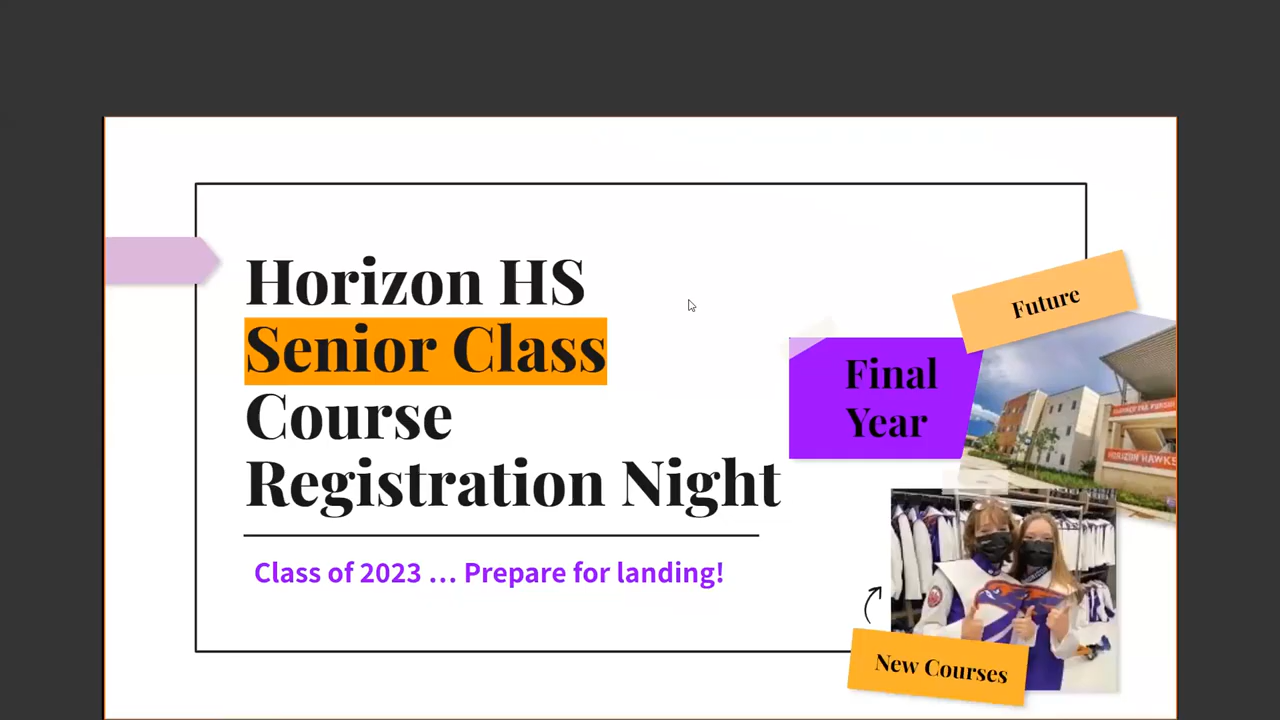 Horizon HS
Senior Class
Course
Registration Night
Class of 2023 ... Prepare for landing!
Future
Final
Year
HORIZON HAWKS
New Courses